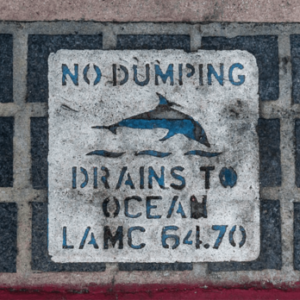 NO DUMPING
DRAINS TO
OCEAN
LAMC 64.70